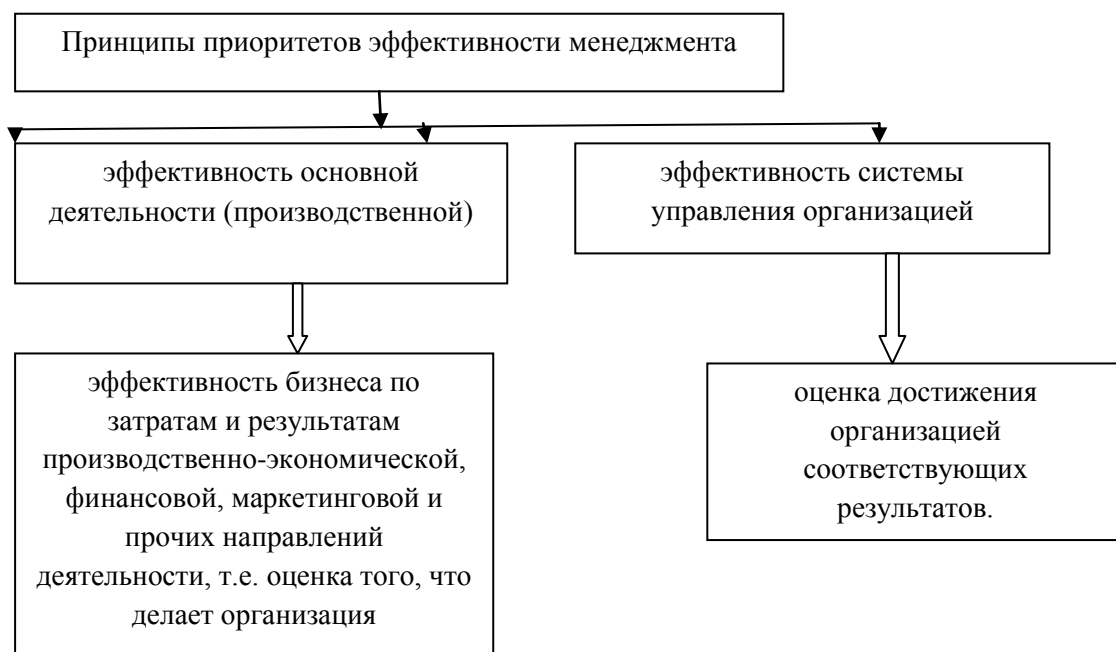 Принципы приоритетов эффективности менеджмента
эффективность основной
деятельности (производственной)
эффективность системы
управления организацией
эффективность бизнеса по
затратам и результатам
производственно-экономической,
финансовой, маркетинговой и
прочих направлений
деятельности, т.е. оценка того, что
делает организация
оценка достижения
организацией
соответствующих
результатов.